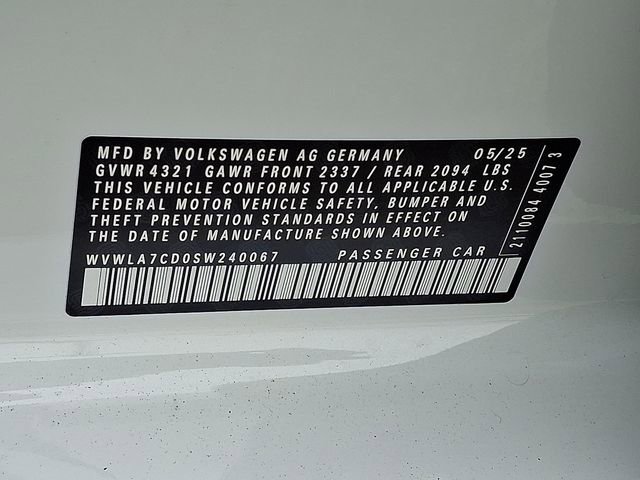 MFD BY VOLKSWAGEN AG GERMANY 05/25
GVWR 4321 GAWR FRONT 2337 / REAR 2094 LBS
THIS VEHICLE CONFORMS TO ALL APPLICABLE U.S.
FEDERAL MOTOR VEHICLE SAFETY, BUMPER AND
THEFT PREVENTION STANDARDS IN EFFECT ON
THE DATE OF MANUFACTURE SHOWN ABOVE.
WVWLA7CD0SW240067 PASSENGER CAR
2110084 4007 3